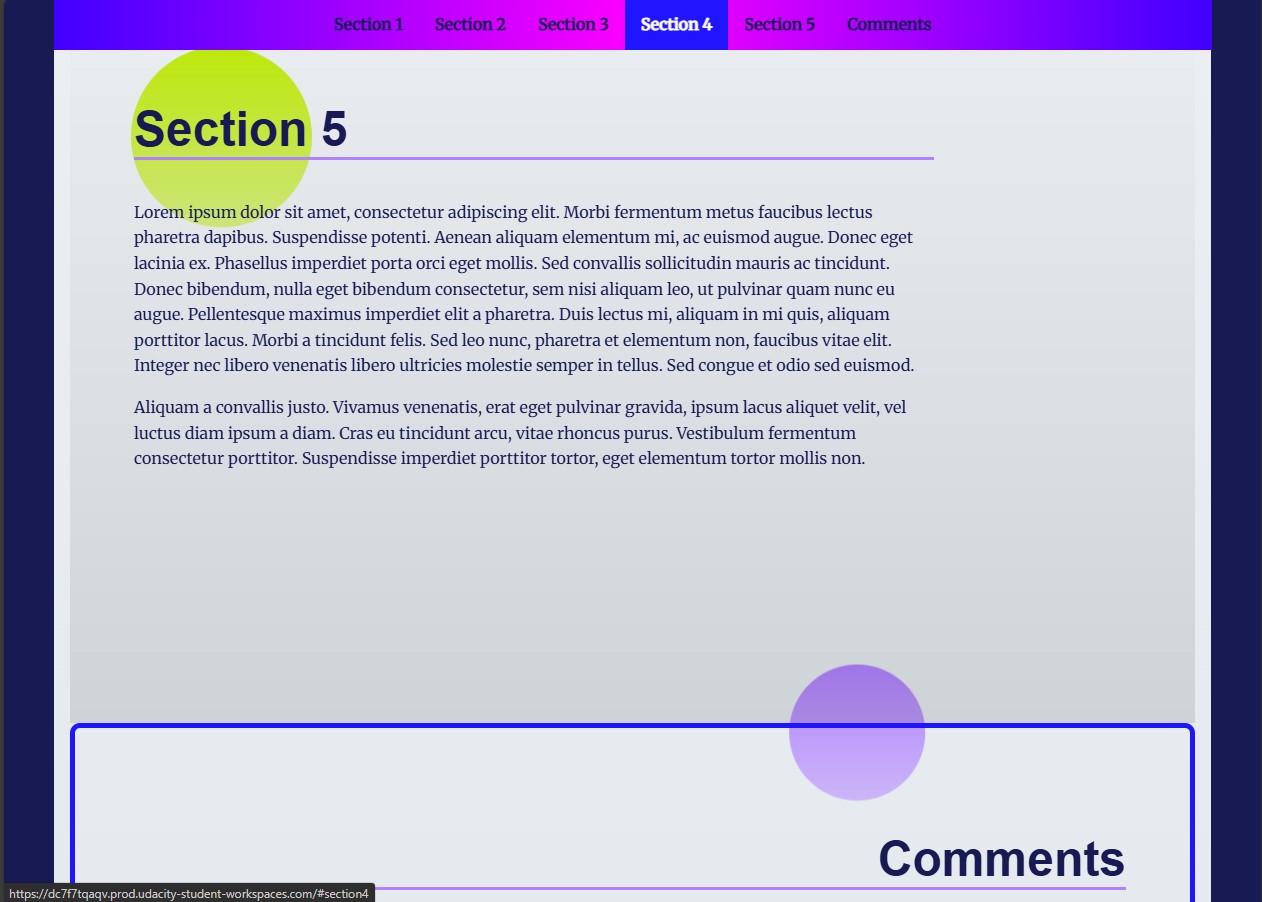 Section 1 Section 2 Section 3 Section 4 Section 5 Comments
Section 5
Lorem ipsum dolor sit amet, consectetur adipiscing elit. Morbi fermentum metus faucibus lectus
pharetra dapibus. Suspendisse potenti. Aenean aliquam elementum mi, ac euismod augue. Donec eget
lacinia ex. Phasellus imperdiet porta orci eget mollis. Sed convallis sollicitudin mauris ac tincidunt.
Donec bibendum, nulla eget bibendum consectetur, sem nisi aliquam leo, ut pulvinar quam nunc eu
augue. Pellentesque maximus imperdiet elit a pharetra. Duis lectus mi, aliquam in mi quis, aliquam
porttitor lacus. Morbi a tincidunt felis. Sed leo nunc, pharetra et elementum non, faucibus vitae elit.
Integer nec libero venenatis libero ultricies molestie semper in tellus. Sed congue et odio sed euismod.
Aliquam a convallis justo. Vivamus venenatis, erat eget pulvinar gravida, ipsum lacus aliquet velit, vel
luctus diam ipsum a diam. Cras eu tincidunt arcu, vitae rhoncus purus. Vestibulum fermentum
consectetur porttitor. Suspendisse imperdiet porttitor tortor, eget elementum tortor mollis non.
Comments
https://dc7f7tqaqv.prod.udacity-student-workspaces.com/#section4